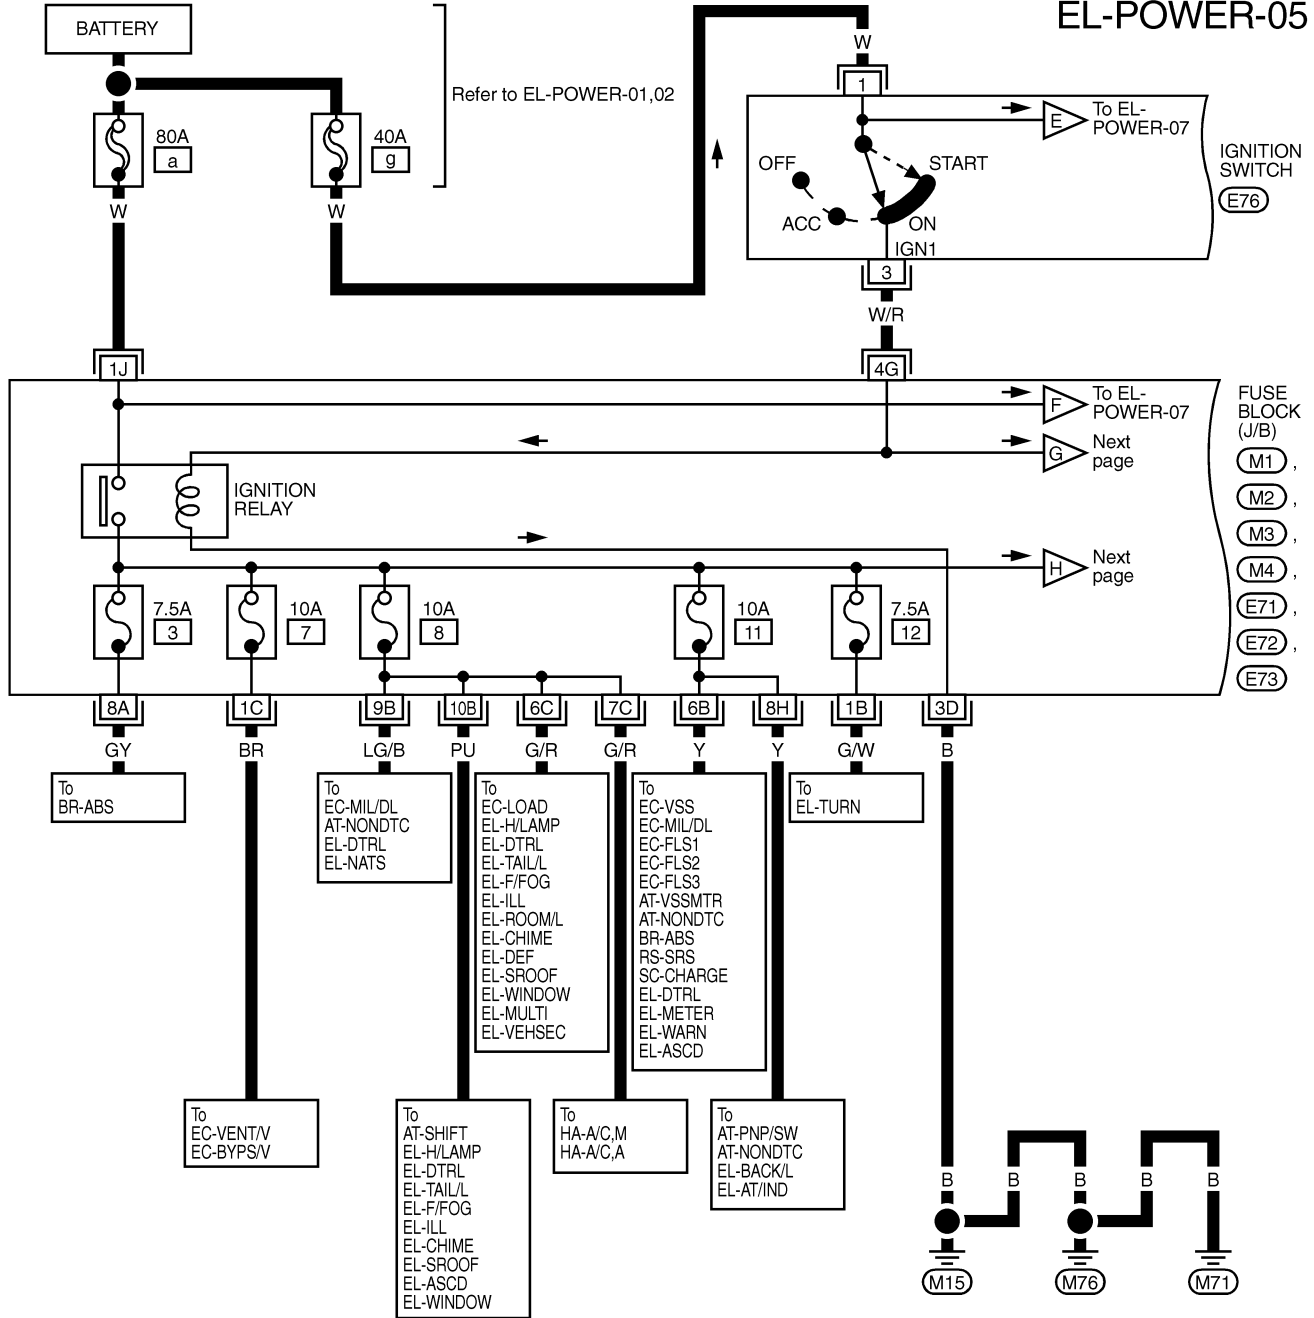 EL-POWER-05
BATTERY
80A
a
40A
g
Refer to EL-POWER-01,02
W
W
W
1
E
To EL-
POWER-07
OFF
START
ACC
ON
IGN1
3
W/R
IGNITION
SWITCH
E76
1J
4G
F
To EL-
POWER-07
G
Next
page
IGNITION
RELAY
H
Next
page
FUSE
BLOCK
(J/B)
M1 ,
M2 ,
M3 ,
M4 ,
E71 ,
E72 ,
E73
7.5A
3
10A
7
10A
8
10A
11
7.5A
12
8A
1C
9B
10B
6C
7C
6B
8H
1B
3D
GY
BR
LG/B
PU
G/R
G/R
Y
Y
G/W
B
To
BR-ABS
To
EC-MIL/DL
AT-NONDTC
EL-DTRL
EL-NATS
To
EC-LOAD
EL-H/LAMP
EL-DTRL
EL-TAIL/L
EL-F/FOG
EL-ILL
EL-ROOM/L
EL-CHIME
EL-DEF
EL-SROOF
EL-WINDOW
EL-MULTI
EL-VEHSEC
To
EC-VSS
EC-MIL/DL
EC-FLS1
EC-FLS2
EC-FLS3
AT-VSSMTR
AT-NONDTC
BR-ABS
RS-SRS
SC-CHARGE
EL-DTRL
EL-METER
EL-WARN
EL-ASCD
To
EL-TURN
To
EC-VENT/V
EC-BYPS/V
To
AT-SHIFT
EL-H/LAMP
EL-DTRL
EL-TAIL/L
EL-F/FOG
EL-ILL
EL-CHIME
EL-SROOF
EL-ASCD
EL-WINDOW
To
HA-A/C,M
HA-A/C,A
To
AT-PNP/SW
AT-NONDTC
EL-BACK/L
EL-AT/IND
B
B
B
B
B
M15
M76
M71